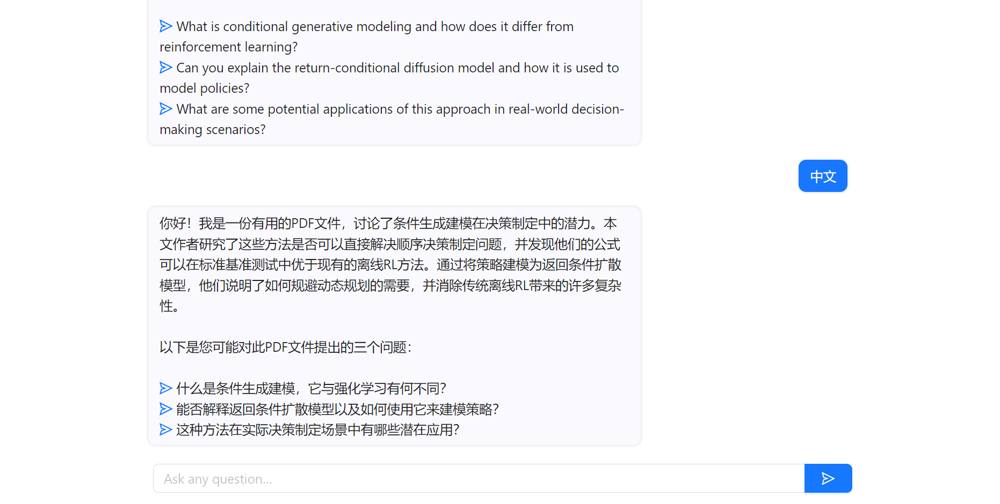 What is conditional generative modeling and how does it differ from
reinforcement learning?
Can you explain the return-conditional diffusion model and how it is used to
model policies?
What are some potential applications of this approach in real-world decision-
making scenarios?
中文
你好！我是一份有用的PDF文件，讨论了条件生成建模在决策制定中的潜力。本
文作者研究了这些方法是否可以直接解决顺序决策制定问题，并发现他们的公式
可以在标准基准测试中优于现有的离线RL方法。通过将策略建模为返回条件扩散
模型，他们说明了如何规避动态规划的需要，并消除传统离线RL带来的许多复杂
性。
以下是您可能对此PDF文件提出的三个问题：
什么是条件生成建模，它与强化学习有何不同？
能否解释返回条件扩散模型以及如何使用它来建模策略？
这种方法在实际决策制定场景中有哪些潜在应用？
Ask any question...